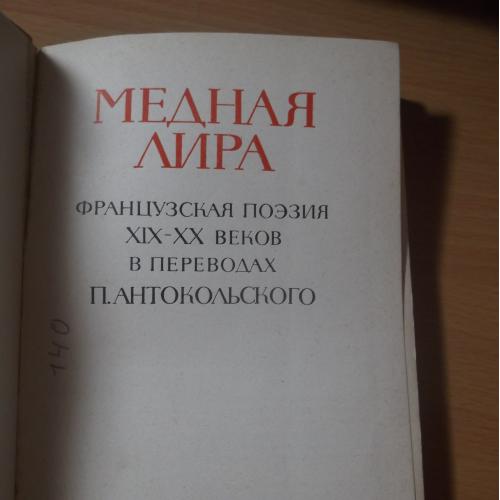 МЕДНАЯ
ЛИРА
ФРАНЦУЗСКАЯ ПОЭЗИЯ
XIX-XX ВЕКОВ
В ПЕРЕВОДАХ
П. АНТОКОЛЬСКОГО
140